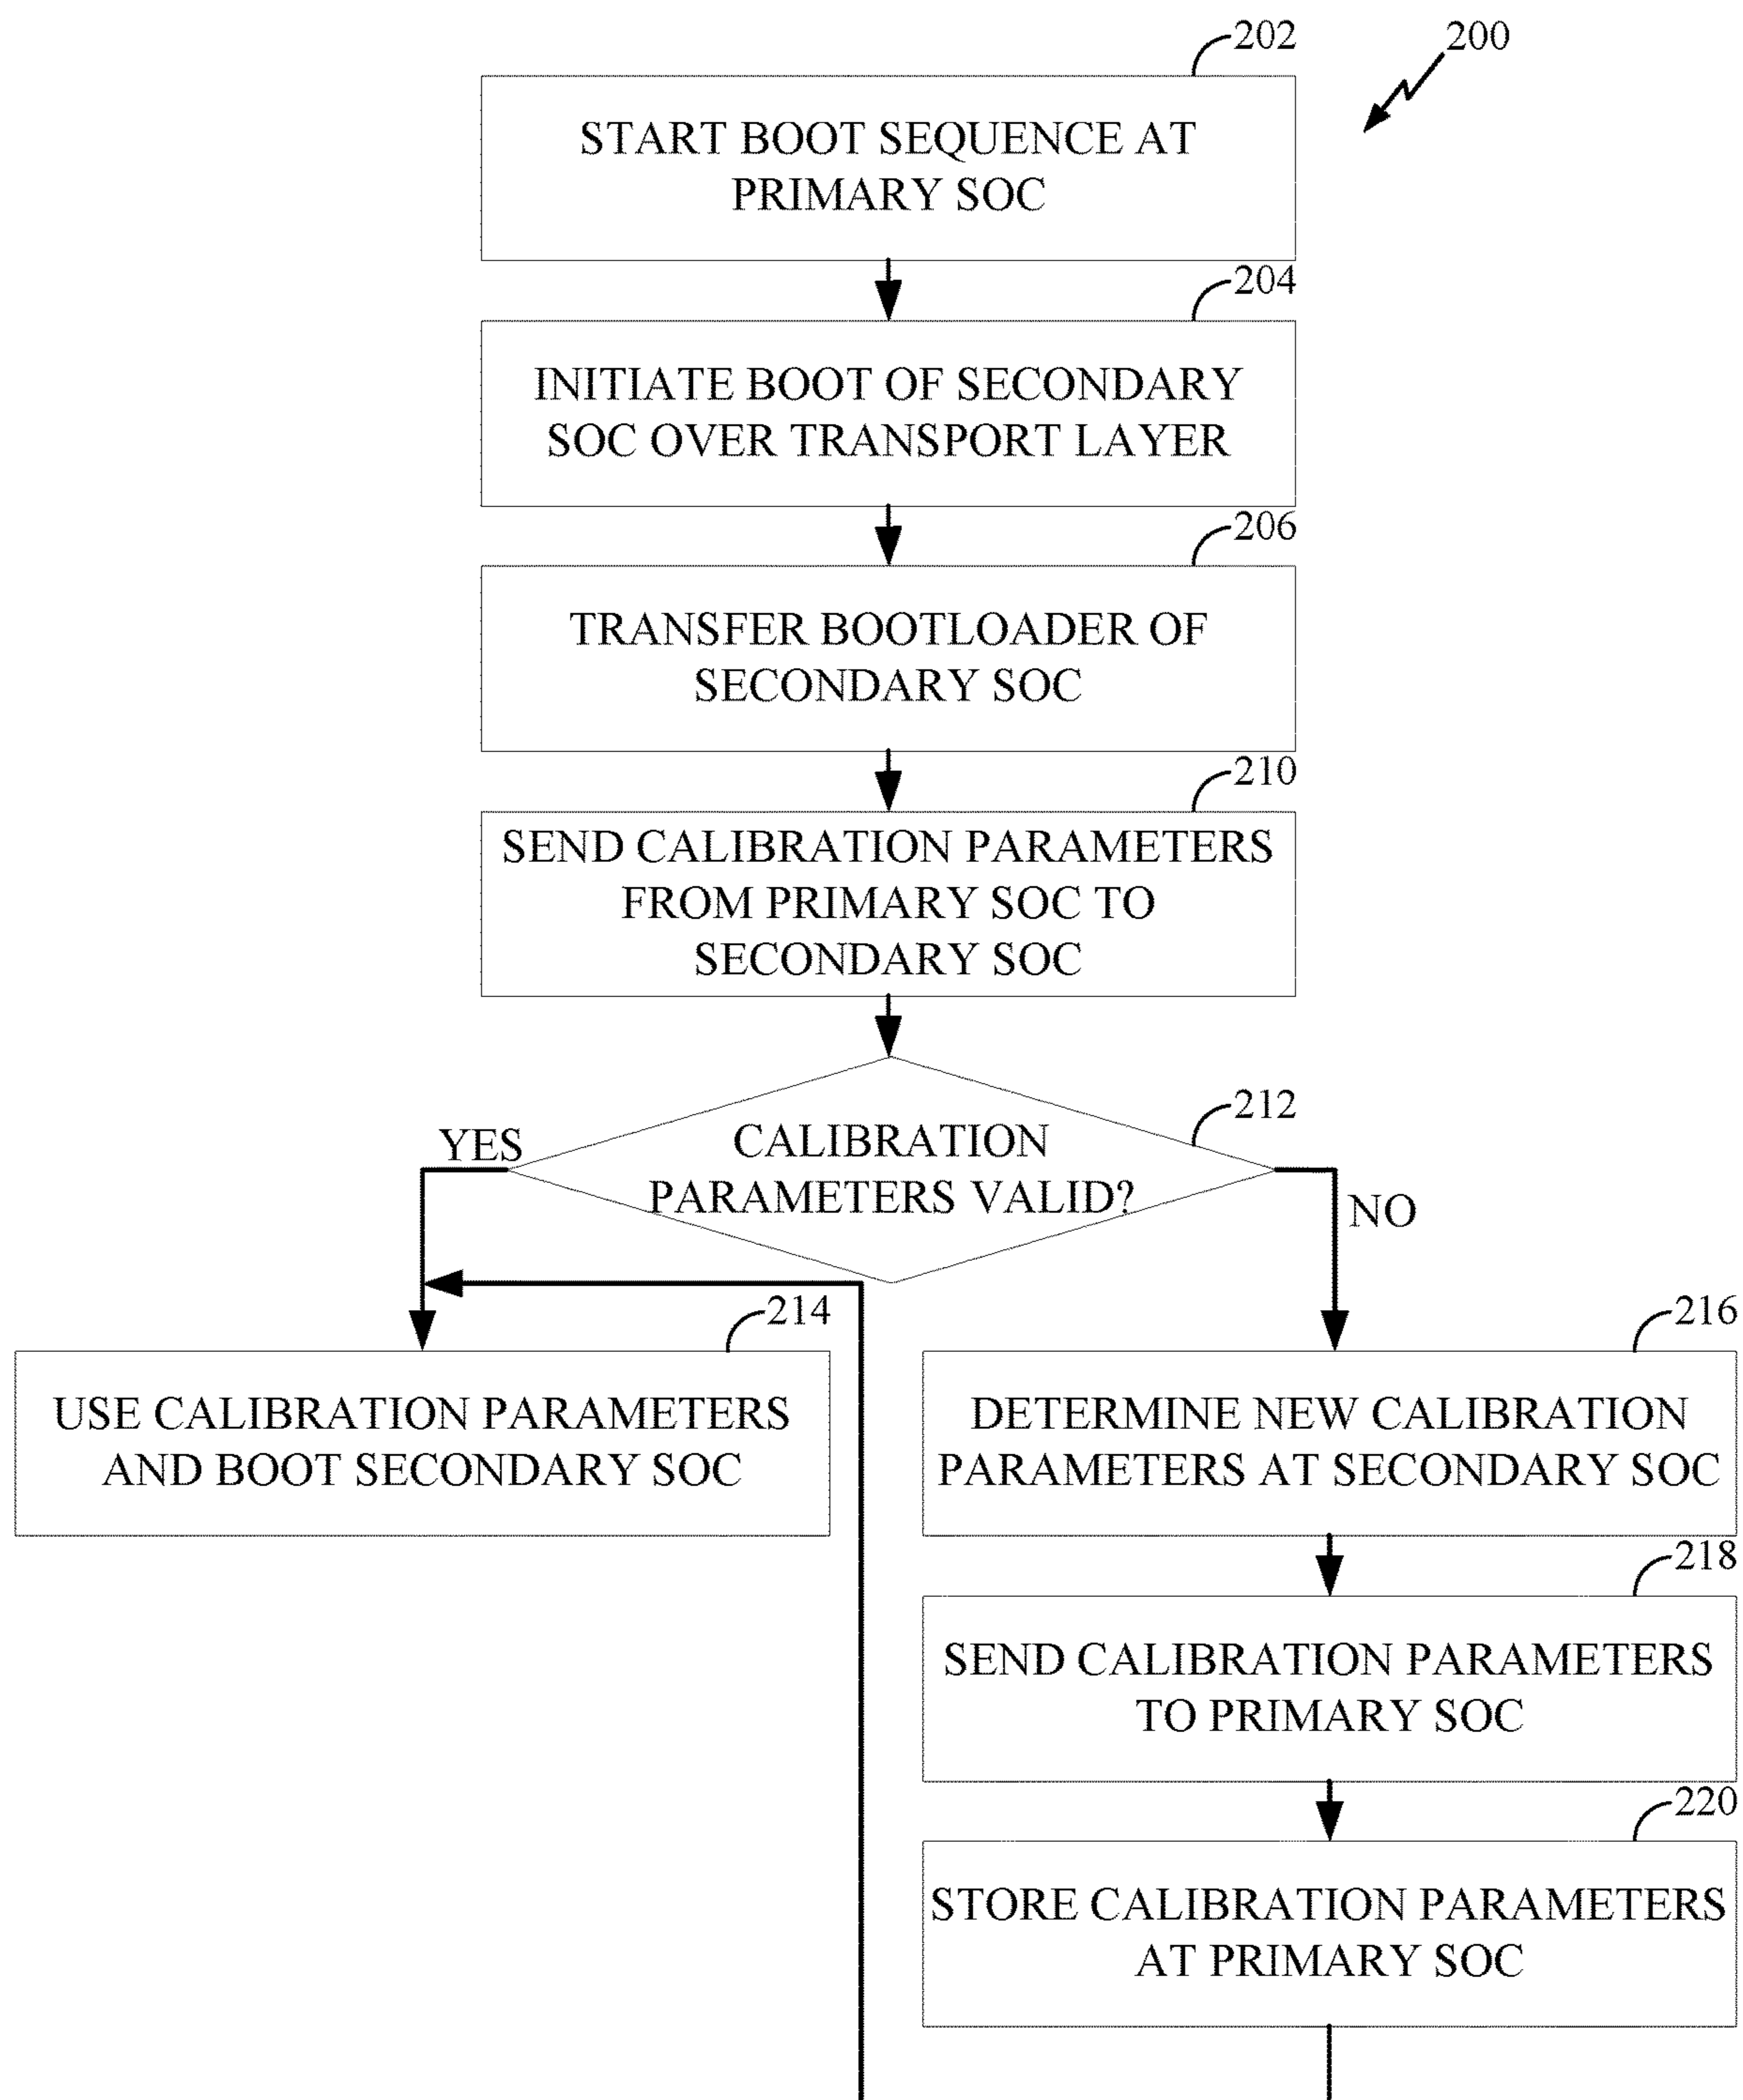 202
200
START BOOT SEQUENCE AT
PRIMARY SOC
204
INITIATE BOOT OF SECONDARY
SOC OVER TRANSPORT LAYER
206
TRANSFER BOOTLOADER OF
SECONDARY SOC
210
SEND CALIBRATION PARAMETERS
FROM PRIMARY SOC TO
SECONDARY SOC
212
YES
CALIBRATION
PARAMETERS VALID?
NO
214
USE CALIBRATION PARAMETERS
AND BOOT SECONDARY SOC
216
DETERMINE NEW CALIBRATION
PARAMETERS AT SECONDARY SOC
218
SEND CALIBRATION PARAMETERS
TO PRIMARY SOC
220
STORE CALIBRATION PARAMETERS
AT PRIMARY SOC